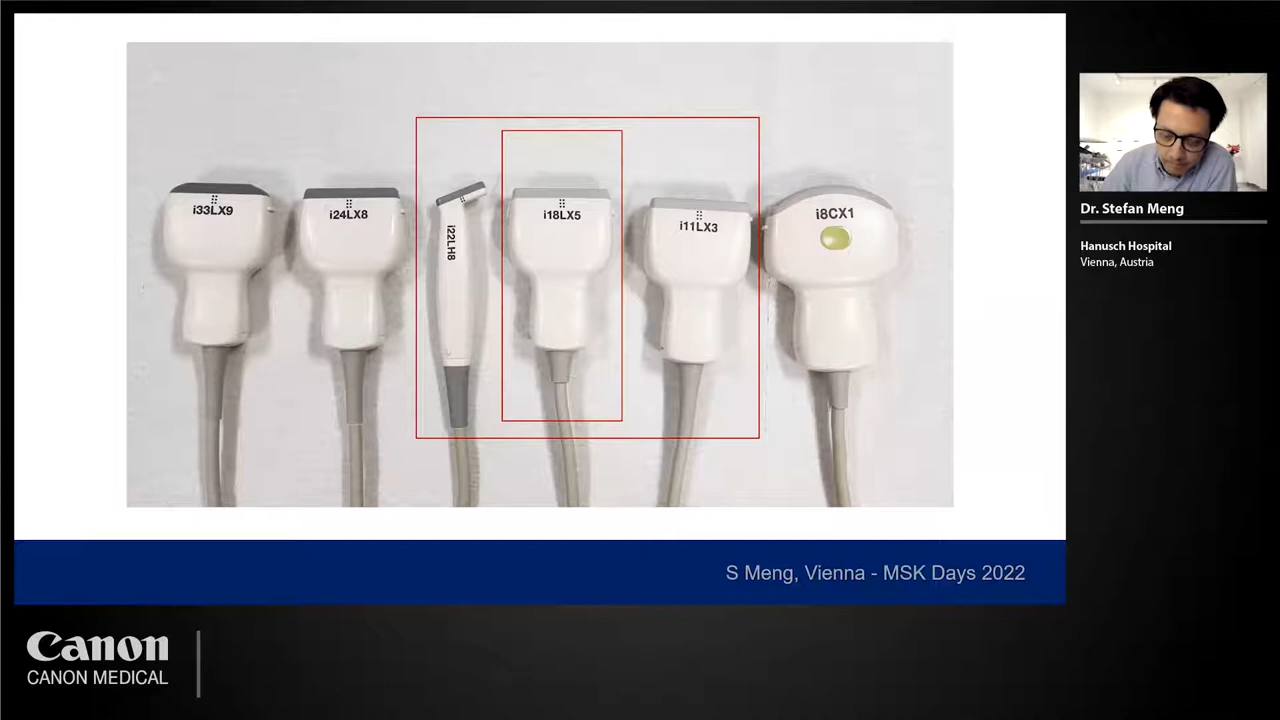 i33LX9
i24LX8
i22LH8
i18LX5
i11LX3
i8CX1
S Meng, Vienna - MSK Days 2022
Dr. Stefan Meng
Hanusch Hospital
Vienna, Austria
Canon
CANON MEDICAL